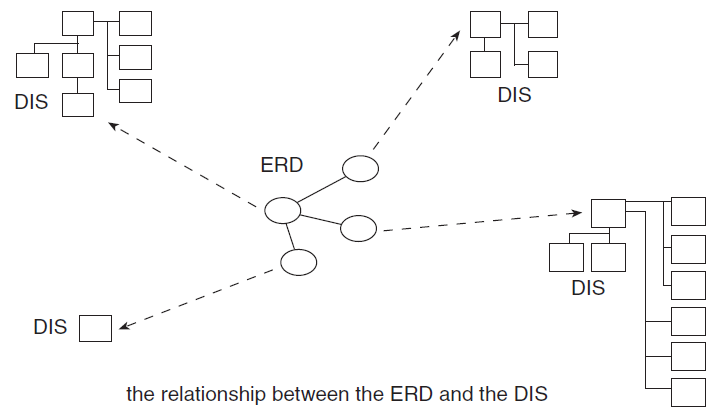 DIS
DIS
ERD
DIS
DIS
the relationship between the ERD and the DIS